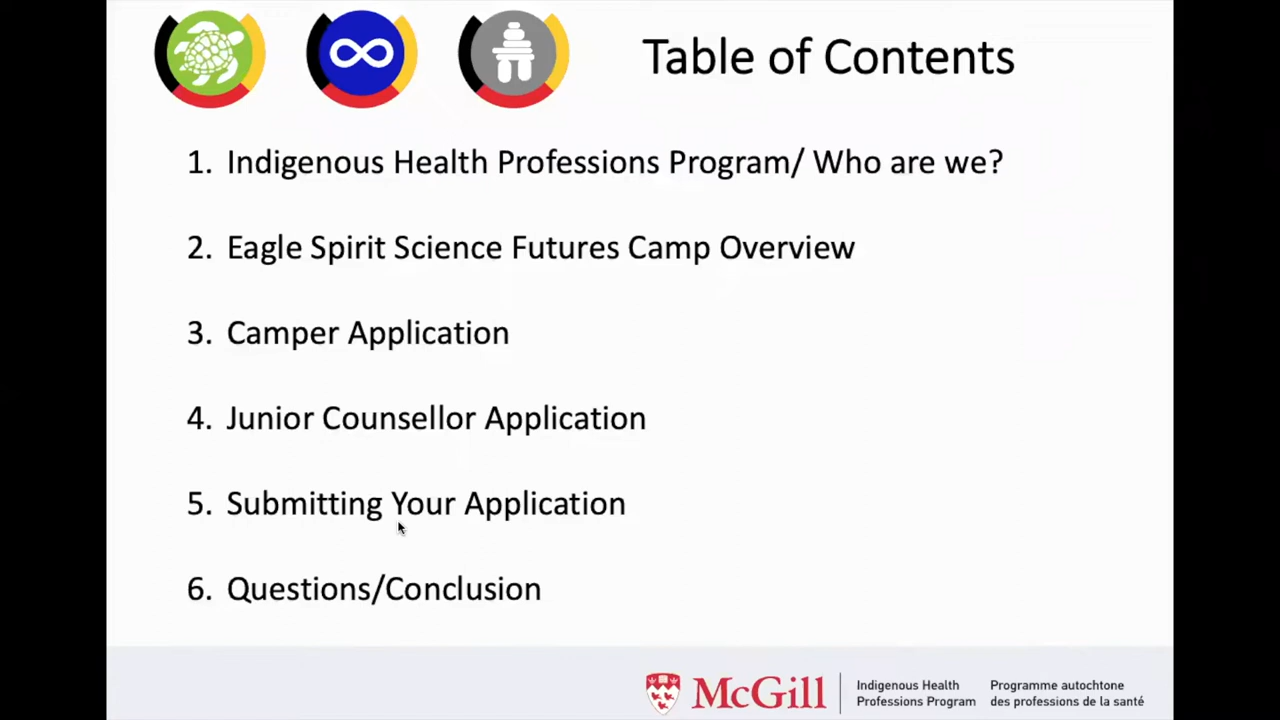 Table of Contents
1. Indigenous Health Professions Program/ Who are we?
2. Eagle Spirit Science Futures Camp Overview
3. Camper Application
4. Junior Counsellor Application
5. Submitting Your Application
6. Questions/Conclusion
McGill
Indigenous Health
Professions Program
Programme autochtone
des professions de la santé